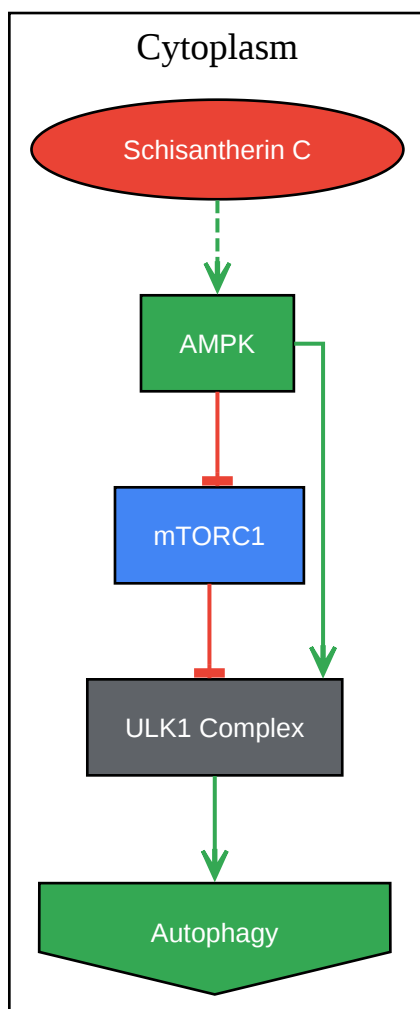 Cytoplasm
Schisantherin C
AMPK
mTORC1
ULK1 Complex
Autophagy